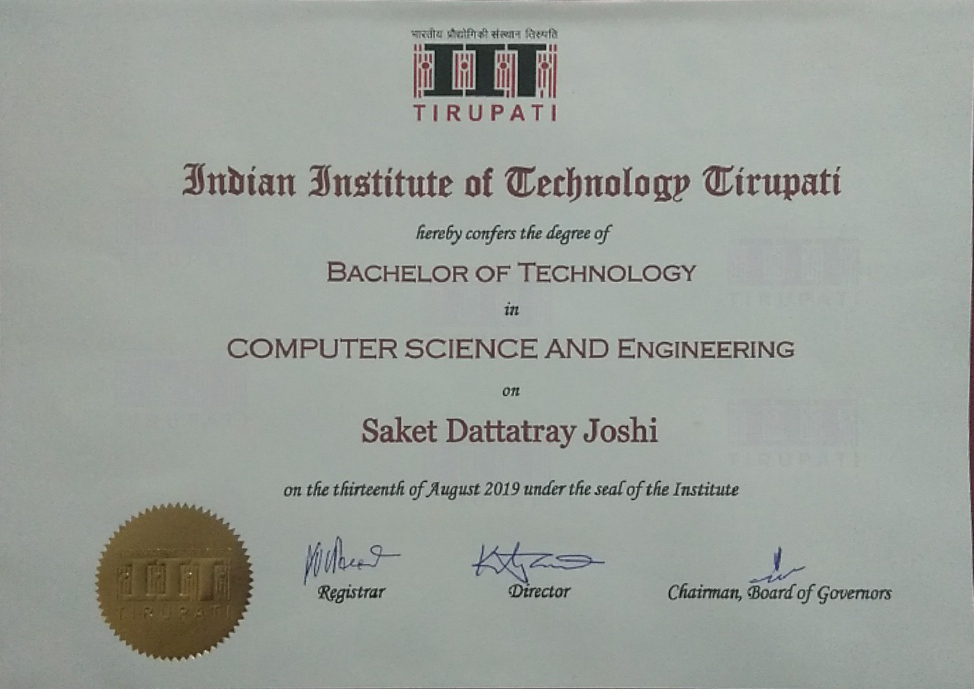 भारतीय प्रौद्योगिकी संस्थान तिरुपति
IIT
TIRUPATI
Indian Institute of Technology Tirupati
hereby confers the degree of
BACHELOR OF TECHNOLOGY
in
COMPUTER SCIENCE AND ENGINEERING
on
Saket Dattatray Joshi
on the thirteenth of August 2019 under the seal of the Institute
Registrar
Director
Chairman, Board of Governors
IIT
TIRUPATI